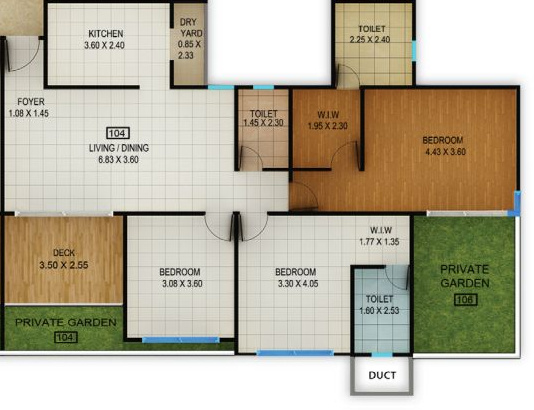 KITCHEN
3.60 X 2.40
DRY
YARD
0.85 X
2.33
TOILET
2.25 X 2.40
FOYER
1.08 X 1.45
104
LIVING / DINING
6.83 X 3.60
TOILET
1.45 X 2.30
W.I.W
1.95 X 2.30
BEDROOM
4.43 X 3.60
DECK
3.50 X 2.55
BEDROOM
3.08 X 3.60
BEDROOM
3.30 X 4.05
W.I.W
1.77 X 1.35
TOILET
1.60 X 2.53
PRIVATE
GARDEN
106
PRIVATE GARDEN
104
DUCT